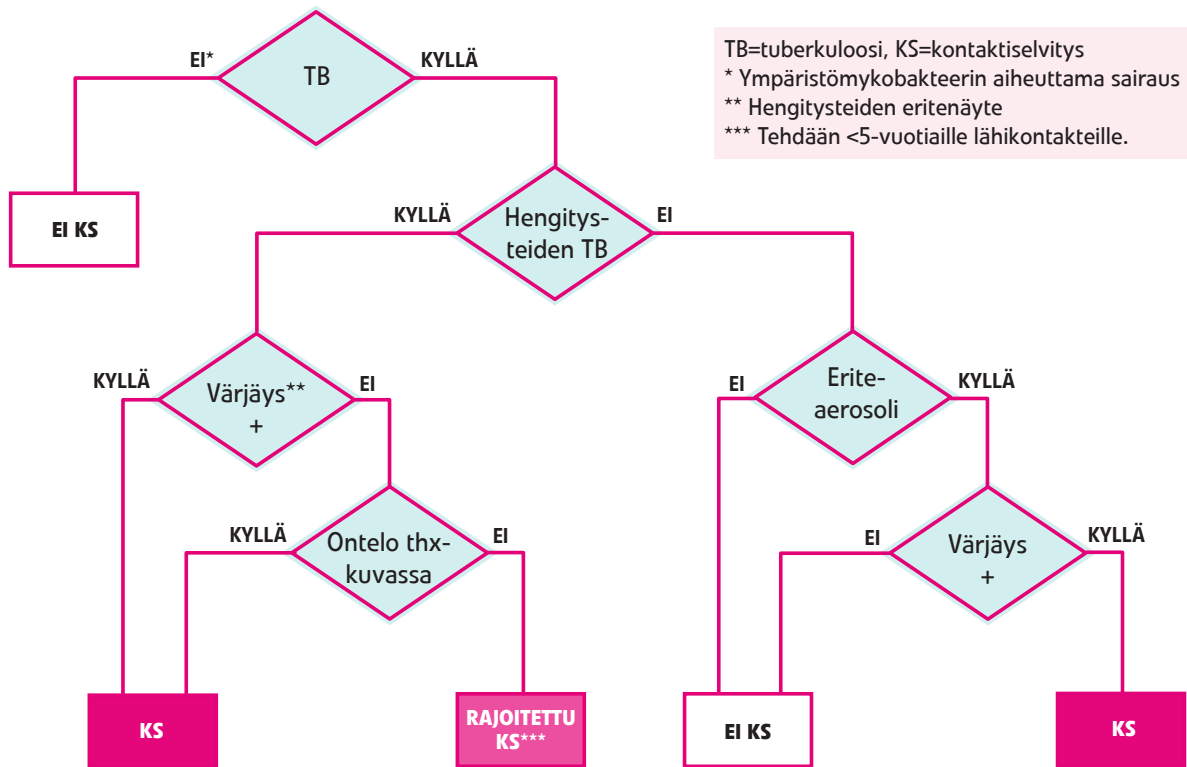 TB=tuberkuloosi, KS=kontaktiselvitys
* Ympäristömykobakteerin aiheuttama sairaus
** Hengitysteiden eritenäyte
*** Tehdään <5-vuotiaille lähikontakteille.
EI*
TB
KYLLÄ
EI KS
KYLLÄ
Hengitys-
teiden TB
EI
KYLLÄ
Värjäys**
+
EI
EI
Erite-
aerosoli
KYLLÄ
KYLLÄ
Ontelo thx-
kuvassa
EI
EI
Värjäys
+
KYLLÄ
KS
RAJOITETTU
KS***
EI KS
KS